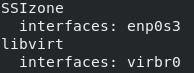 SSIzone
  interfaces: enp0s3
libvirt
  interfaces: virbr0